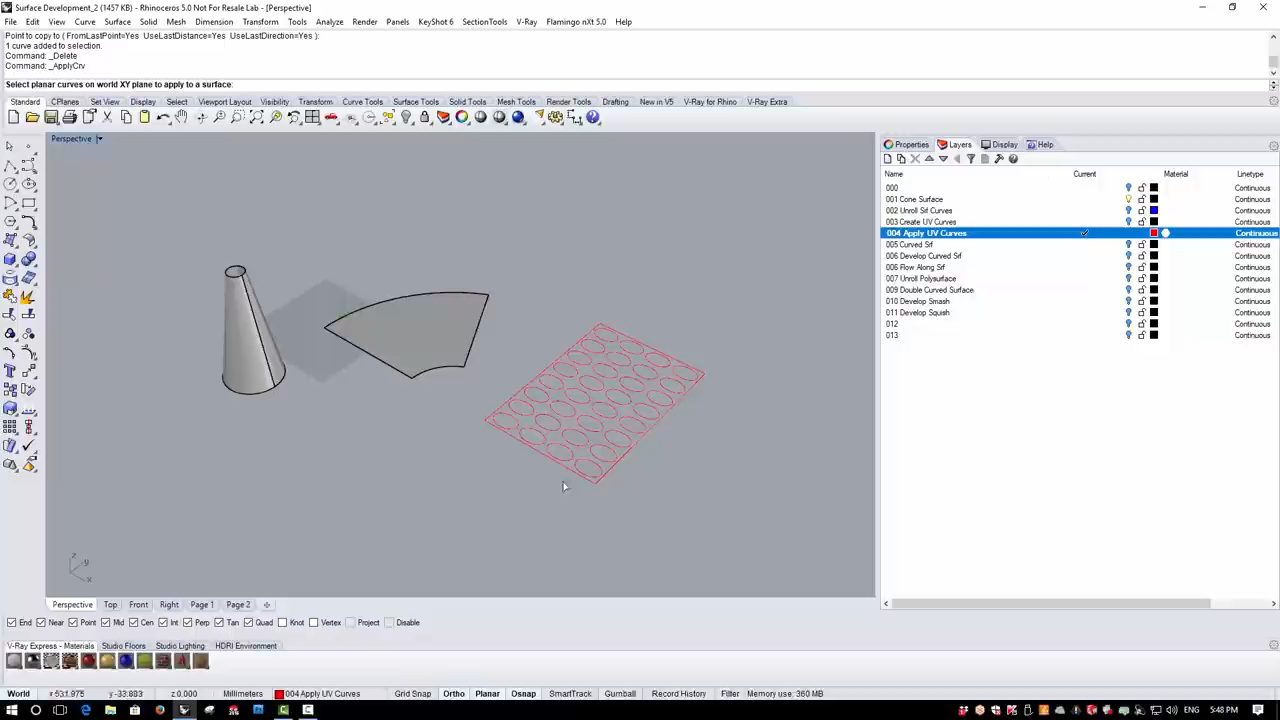 Surface Development_2 (1457 KB) - Rhinoceros 5.0 Not For Resale Lab - [Perspective]
File Edit View Curve Surface Solid Mesh Dimension Transform Tools Analyze Render Panels KeyShot 6 SectionTools V-Ray Flamingo nXt 5.0 Help
Point to copy to ( FromLastPoint=Yes UseLastDistance=Yes UseLastDirection=Yes ):
1 curve added to selection.
Command: _Delete
Command: _ApplyCrv
Select planar curves on world XY plane to apply to a surface:
Standard CPlanes Set View Display Select Viewport Layout Visibility Transform Curve Tools Surface Tools Solid Tools Mesh Tools Render Tools Drafting New in V5 V-Ray for Rhino V-Ray Extra
Perspective
Properties Layers Display Help
Name Current Material Linetype
000 Continuous
001 Cone Surface Continuous
002 Unroll Srf Curves Continuous
003 Create UV Curves Continuous
004 Apply UV Curves Continuous
005 Curved Srf Continuous
006 Develop Curved Srf Continuous
006 Flow Along Srf Continuous
007 Unroll Polysurface Continuous
009 Double Curved Surface Continuous
010 Develop Smash Continuous
011 Develop Squish Continuous
012 Continuous
013 Continuous
z
y
x
Perspective Top Front Right Page 1 Page 2
End Near Point Mid Cen Int Perp Tan Quad Knot Vertex Project Disable
V-Ray Express - Materials Studio Floors Studio Lighting HDRI Environment
World x 631.975 y -33.883 z 0.000 Millimeters 004 Apply UV Curves Grid Snap Ortho Planar Osnap SmartTrack Gumball Record History Filter Memory use: 360 MB
ENG 5:48 PM